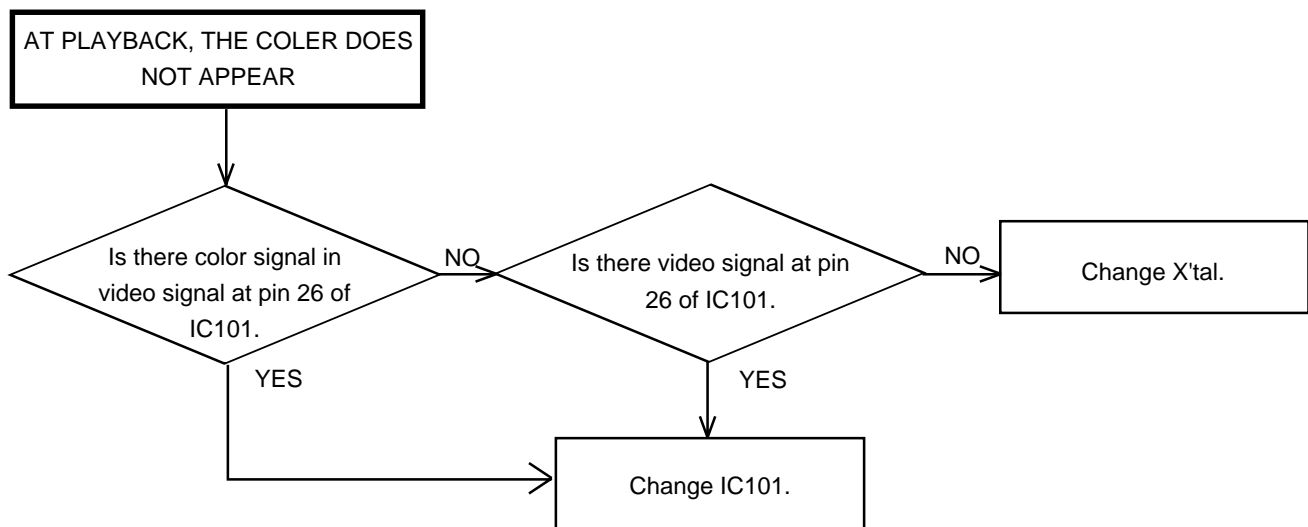 AT PLAYBACK, THE COLER DOES
NOT APPEAR
Is there color signal in
video signal at pin 26 of
IC101.
NO
YES
Is there video signal at pin
26 of IC101.
NO
YES
Change X'tal.
Change IC101.